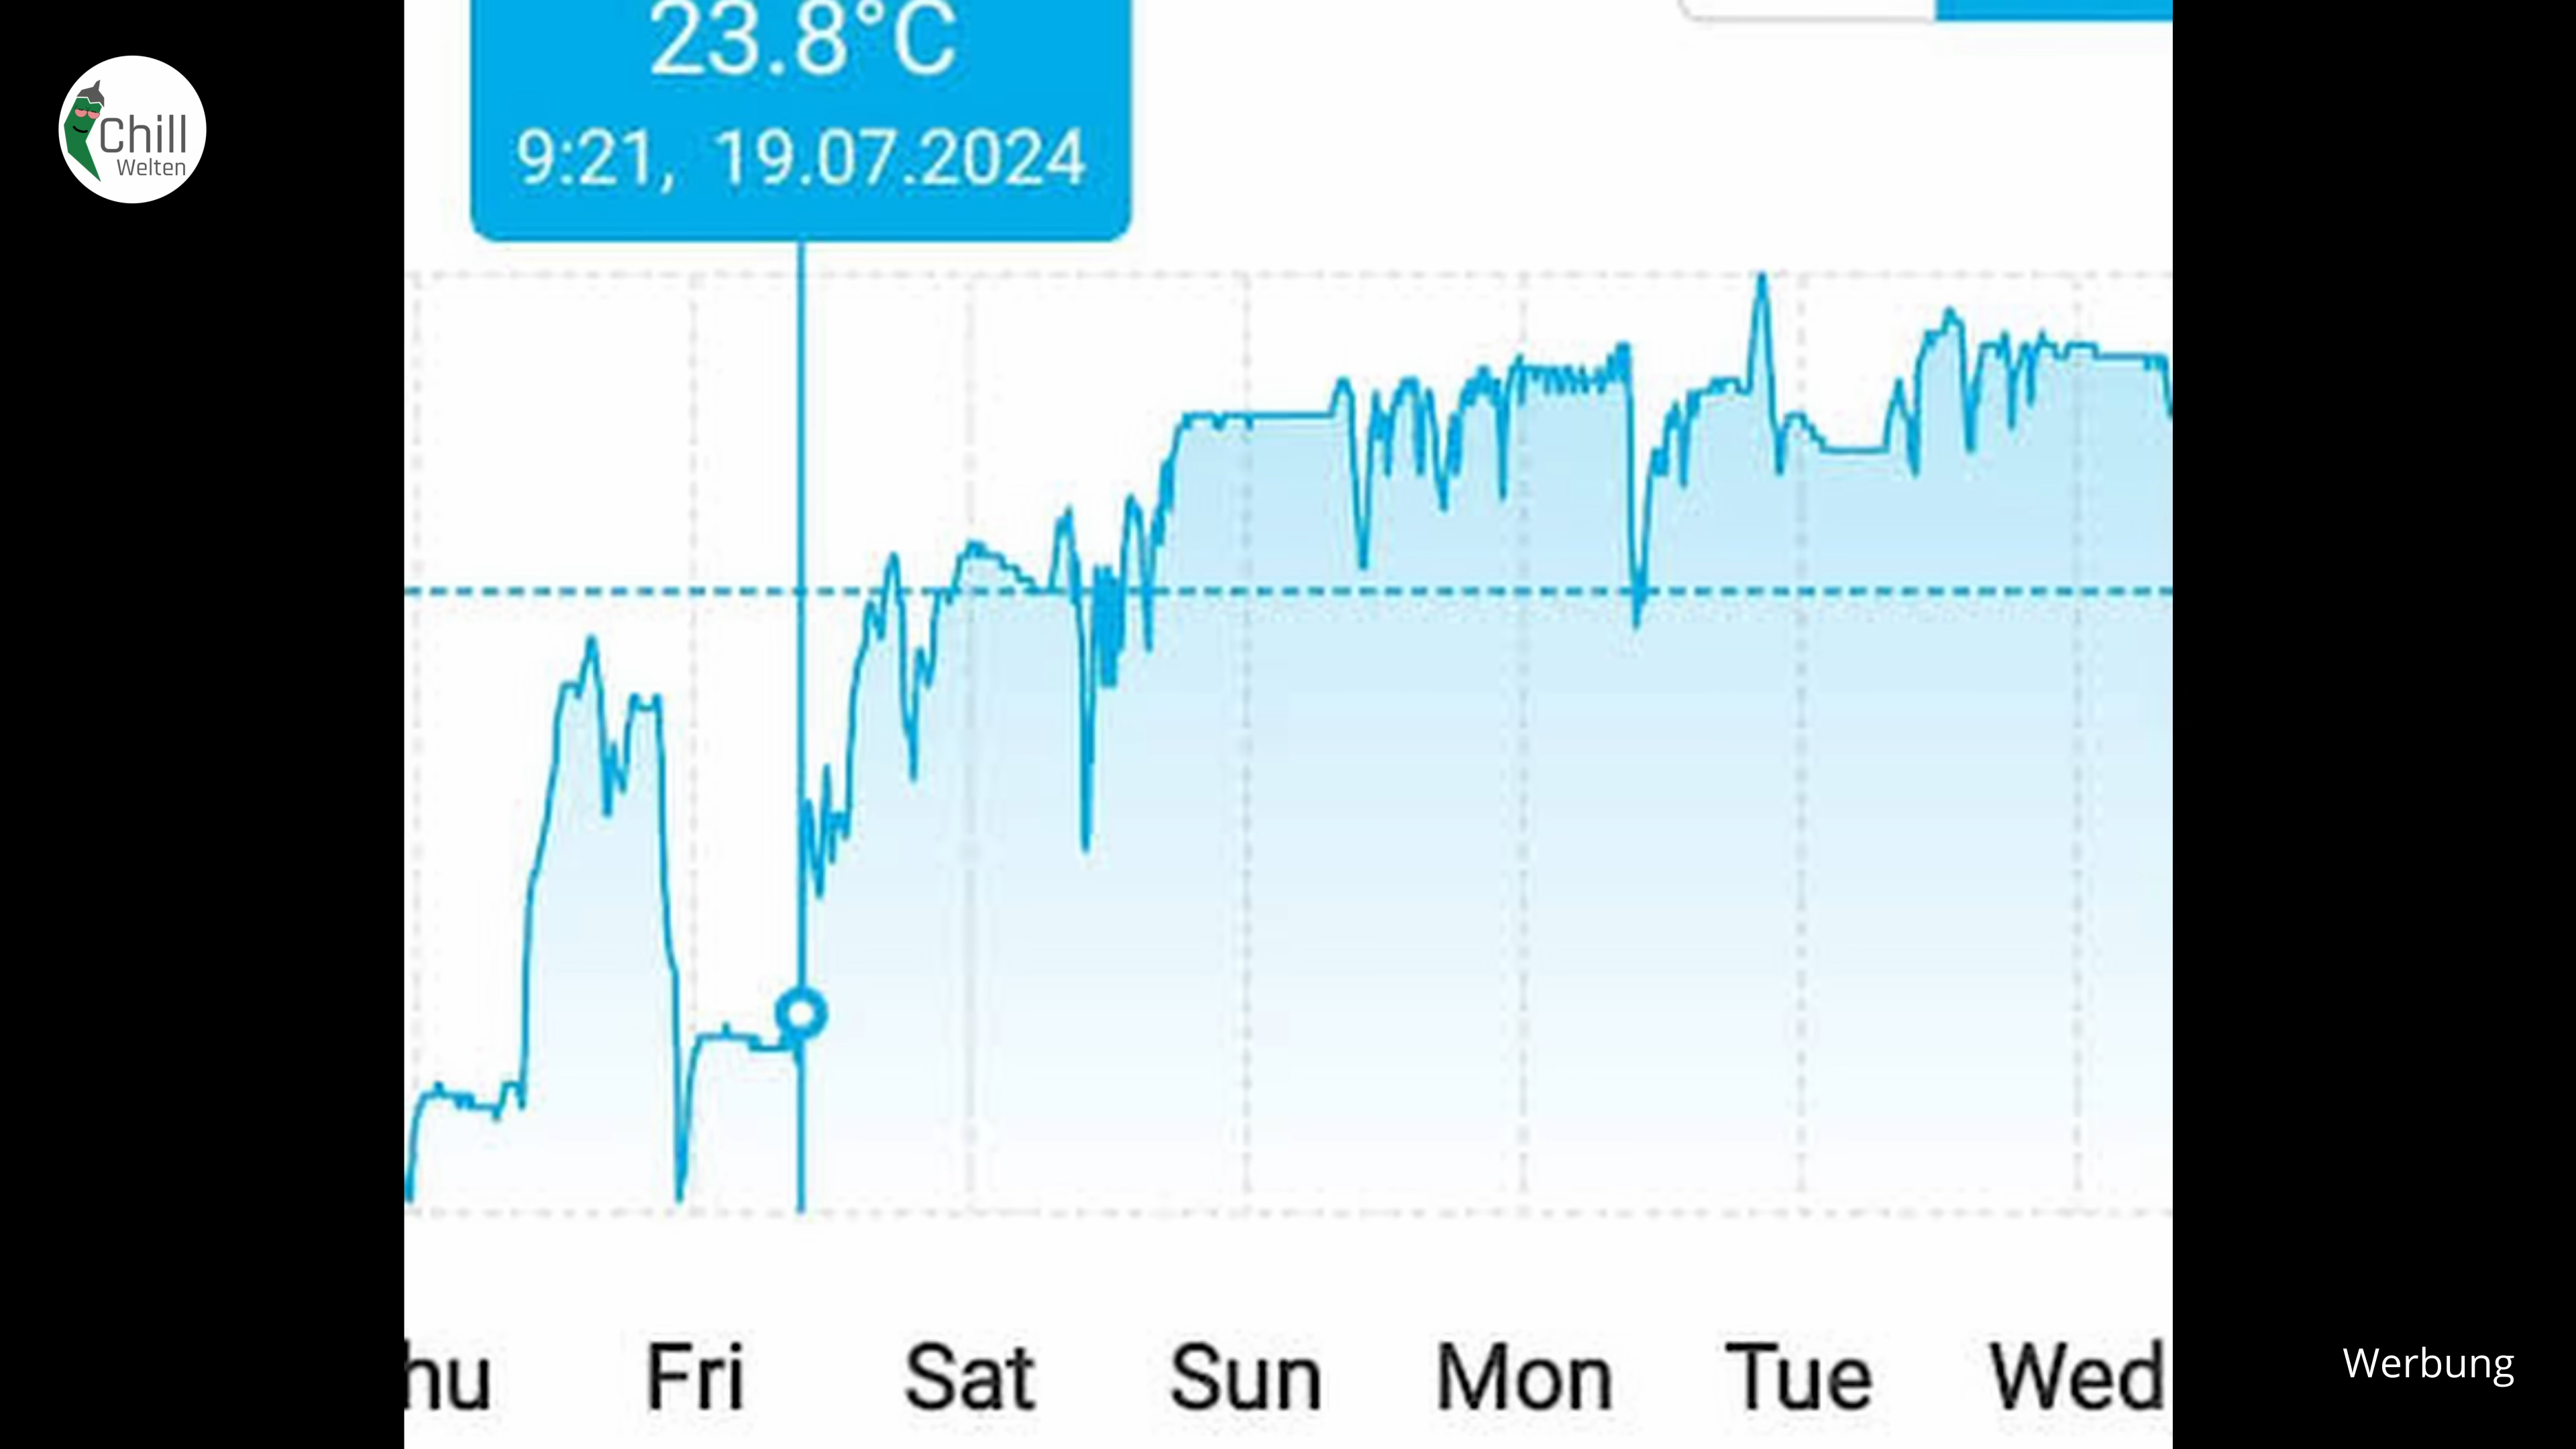 23.8°C
9:21, 19.07.2024
Chill
Welten
hu Fri Sat Sun Mon Tue Wed
Werbung